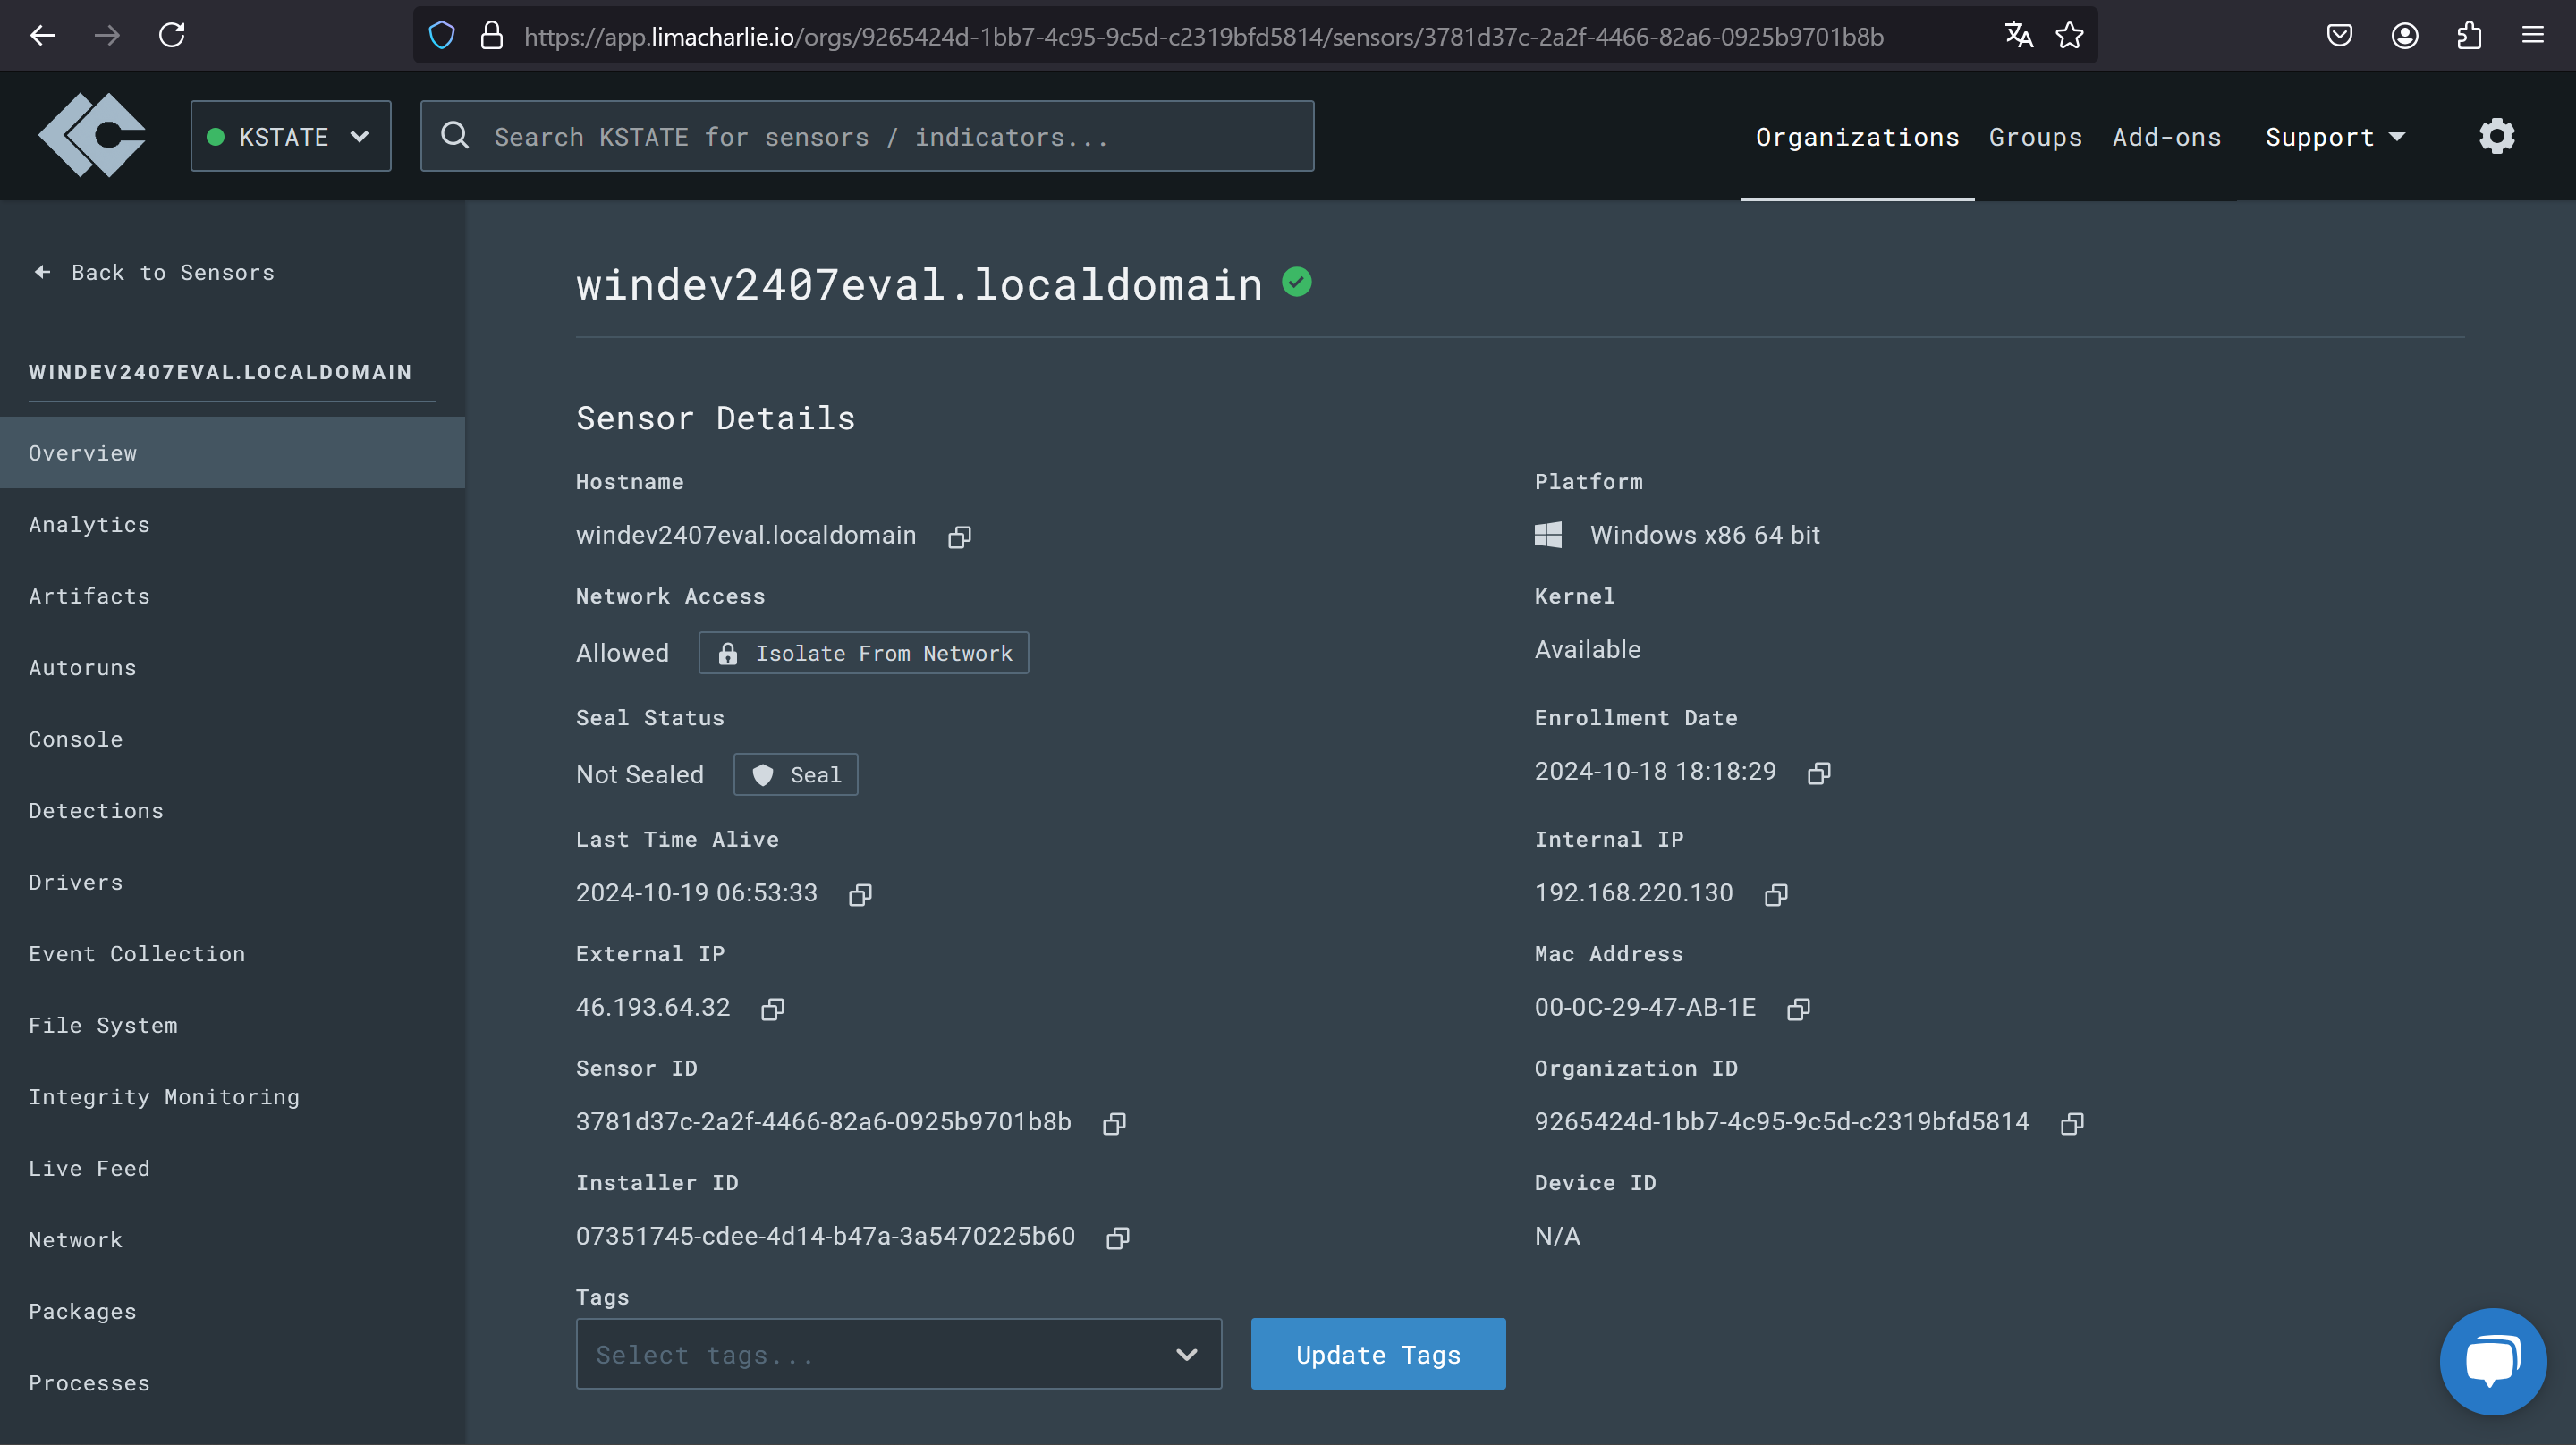 https://app.limacharlie.io/orgs/9265424d-1bb7-4c95-9c5d-c2319bfd5814/sensors/3781d37c-2a2f-4466-82a6-0925b9701b8b
KSTATE
Search KSTATE for sensors / indicators...
Organizations Groups Add-ons Support
Back to Sensors
WINDEV2407EVAL.LOCALDOMAIN
Overview
Analytics
Artifacts
Autoruns
Console
Detections
Drivers
Event Collection
File System
Integrity Monitoring
Live Feed
Network
Packages
Processes
windev2407eval.localdomain
Sensor Details
Hostname
windev2407eval.localdomain
Platform
Windows x86 64 bit
Network Access
Allowed Isolate From Network
Kernel
Available
Seal Status
Not Sealed Seal
Enrollment Date
2024-10-18 18:18:29
Last Time Alive
2024-10-19 06:53:33
Internal IP
192.168.220.130
External IP
46.193.64.32
Mac Address
00-0C-29-47-AB-1E
Sensor ID
3781d37c-2a2f-4466-82a6-0925b9701b8b
Organization ID
9265424d-1bb7-4c95-9c5d-c2319bfd5814
Installer ID
07351745-cdee-4d14-b47a-3a5470225b60
Device ID
N/A
Tags
Select tags...
Update Tags